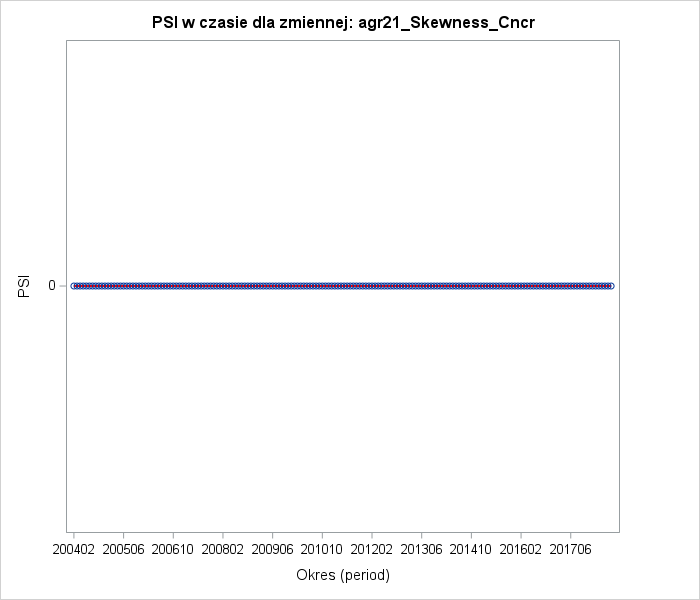 PSI w czasie dla zmiennej: agr21_Skewness_Cncr
PSI
0
200402 200506 200610 200802 200906 201010 201202 201306 201410 201602 201706
Okres (period)